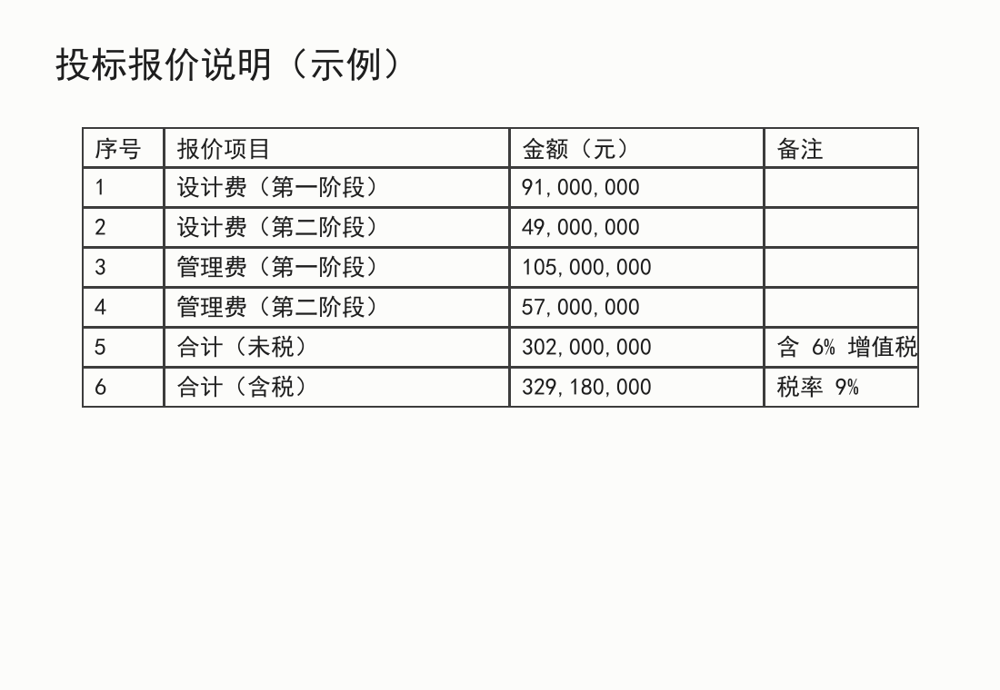 投标报价说明（示例）
序号 报价项目 金额（元） 备注
1 设计费（第一阶段） 91,000,000
2 设计费（第二阶段） 49,000,000
3 管理费（第一阶段） 105,000,000
4 管理费（第二阶段） 57,000,000
5 合计（未税） 302,000,000 含 6% 增值税
6 合计（含税） 329,180,000 税率 9%